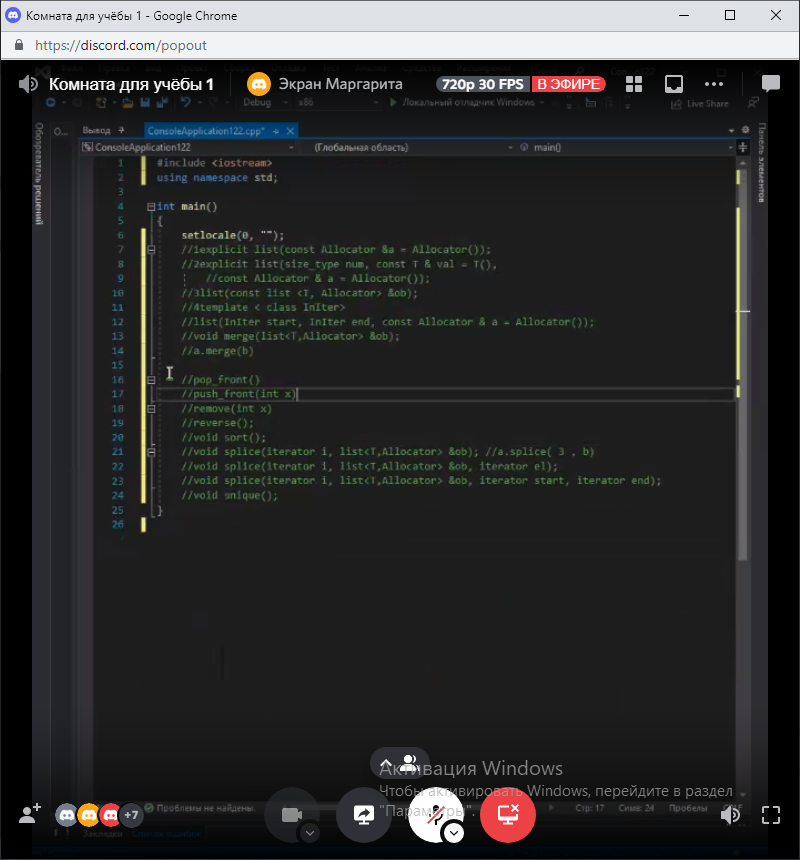 Комната для учёбы 1 - Google Chrome
https://discord.com/popout
Комната для учёбы 1
Экран Маргарита
720p 30 FPS
В ЭФИРЕ
Debug
x86
Локальный отладчик Windows
Live Share
Обозреватель решений
О...
Вывод
ConsoleApplication122.cpp*
Панель элементов
ConsoleApplication122
(Глобальная область)
main()
1 #include <iostream>
2 using namespace std;
3
4 int main()
5 {
6 setlocale(0, "");
7 //1explicit list(const Allocator &a = Allocator());
8 //2explicit list(size_type num, const T & val = T(),
9 //const Allocator & a = Allocator());
10 //3list(const list <T, Allocator> &ob);
11 //4template < class InIter>
12 //list(InIter start, InIter end, const Allocator & a = Allocator());
13 //void merge(list<T,Allocator> &ob);
14 //a.merge(b)
15
16 //pop_front()
17 //push_front(int x)
18 //remove(int x)
19 //reverse();
20 //void sort();
21 //void splice(iterator i, list<T,Allocator> &ob); //a.splice( 3 , b)
22 //void splice(iterator i, list<T,Allocator> &ob, iterator el);
23 //void splice(iterator i, list<T,Allocator> &ob, iterator start, iterator end);
24 //void unique();
25 }
26
Активация Windows
Чтобы активировать Windows, перейдите в раздел
"Параметры".
+7
Проблемы не найдены.
Стр: 17
Симв: 24
Пробелы
CRLF
Закладки
Список ошибок